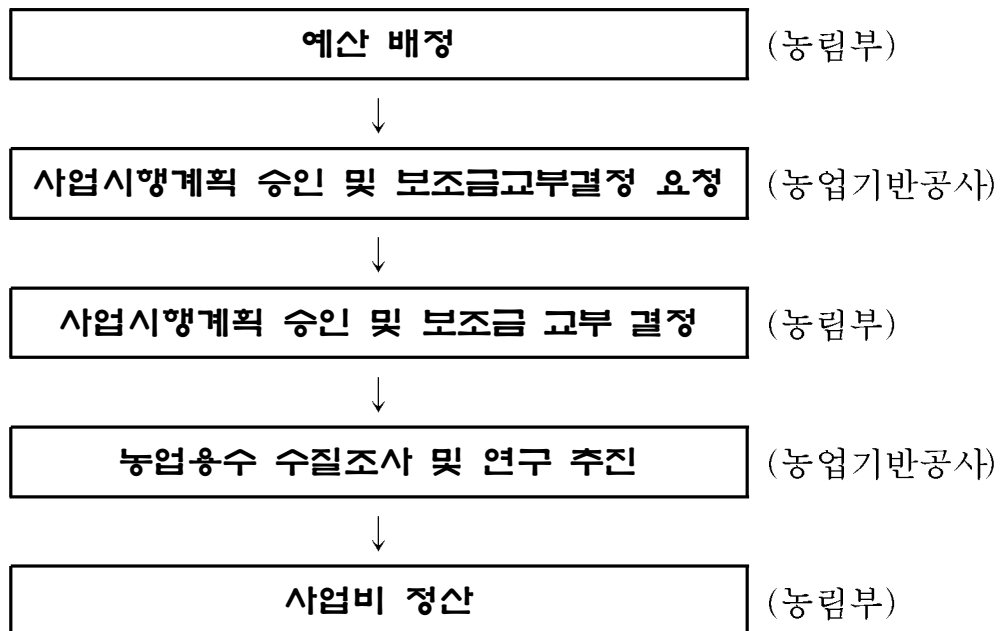 예산 배정 (농림부)
↓
사업시행계획 승인 및 보조금교부결정 요청 (농업기반공사)
↓
사업시행계획 승인 및 보조금 교부 결정 (농림부)
↓
농업용수 수질조사 및 연구 추진 (농업기반공사)
↓
사업비 정산 (농림부)